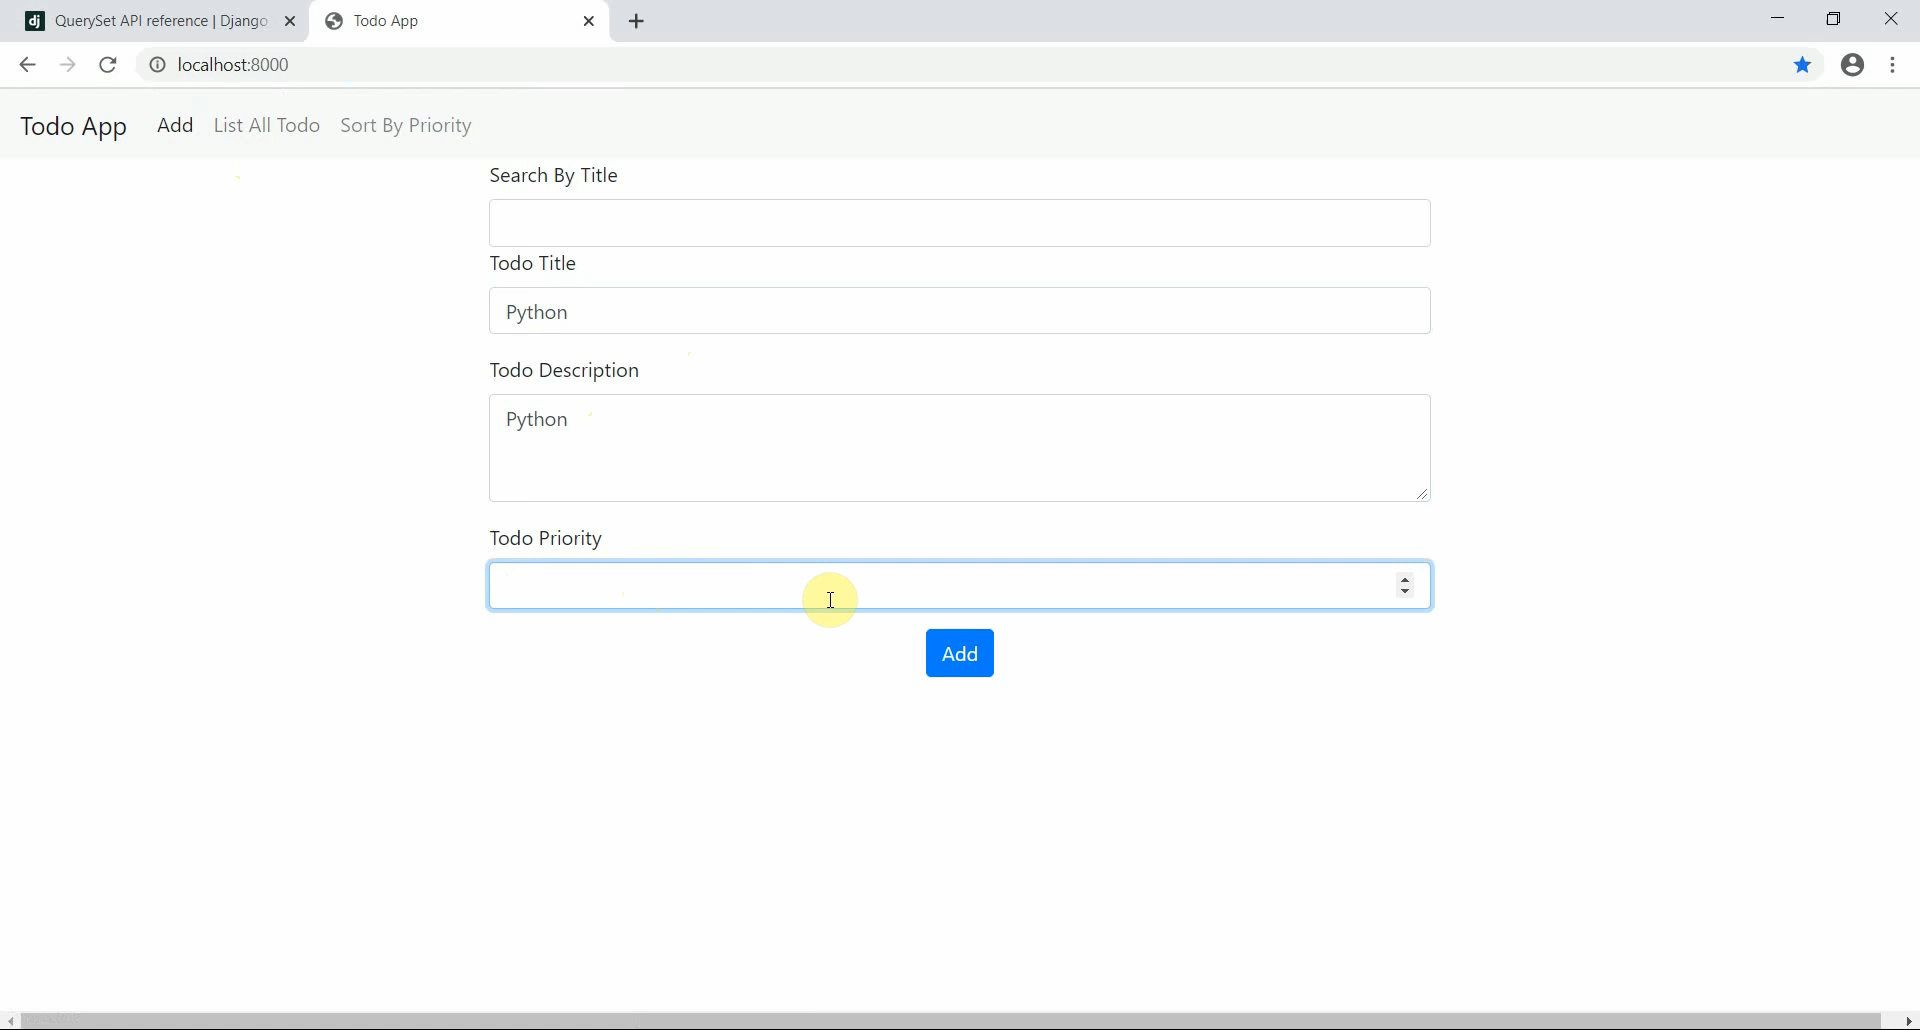 QuerySet API reference | Django
Todo App
localhost:8000
Todo App Add List All Todo Sort By Priority
Search By Title
Todo Title
Python
Todo Description
Python
Todo Priority
Add